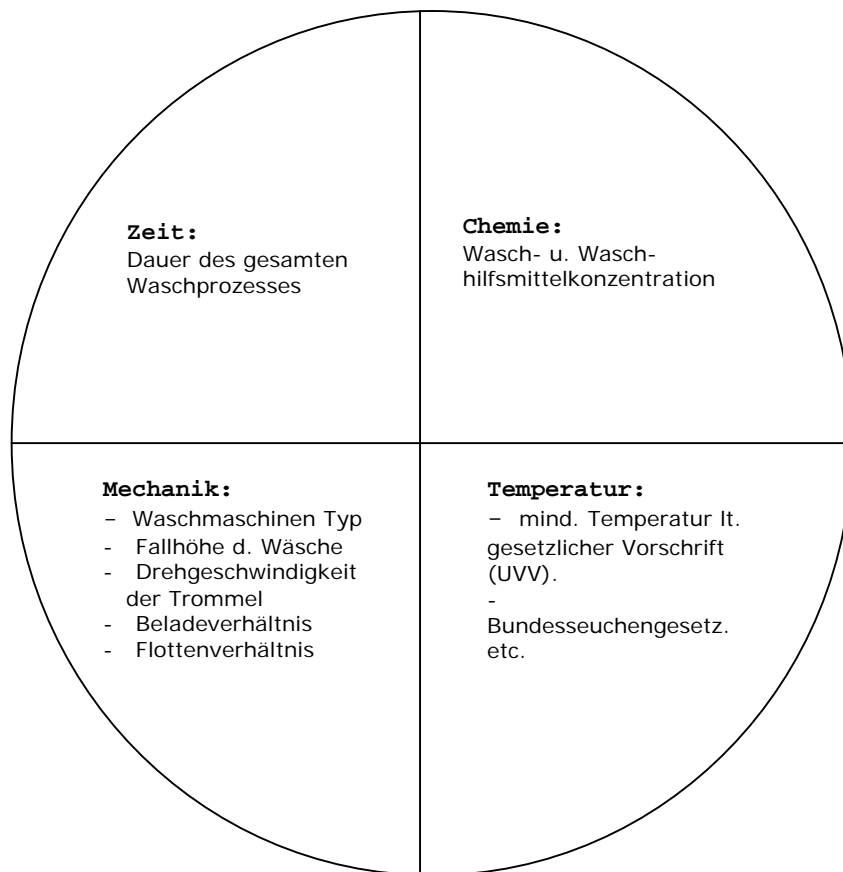 Zeit:
Dauer des gesamten
Waschprozesses
Chemie:
Wasch- u. Wasch-
hilfsmittelkonzentration
Mechanik:
– Waschmaschinen Typ
- Fallhöhe d. Wäsche
- Drehgeschwindigkeit
der Trommel
- Beladeverhältnis
- Flottenverhältnis
Temperatur:
– mind. Temperatur lt.
gesetzlicher Vorschrift
(UVV).
-
Bundesseuchengesetz.
etc.